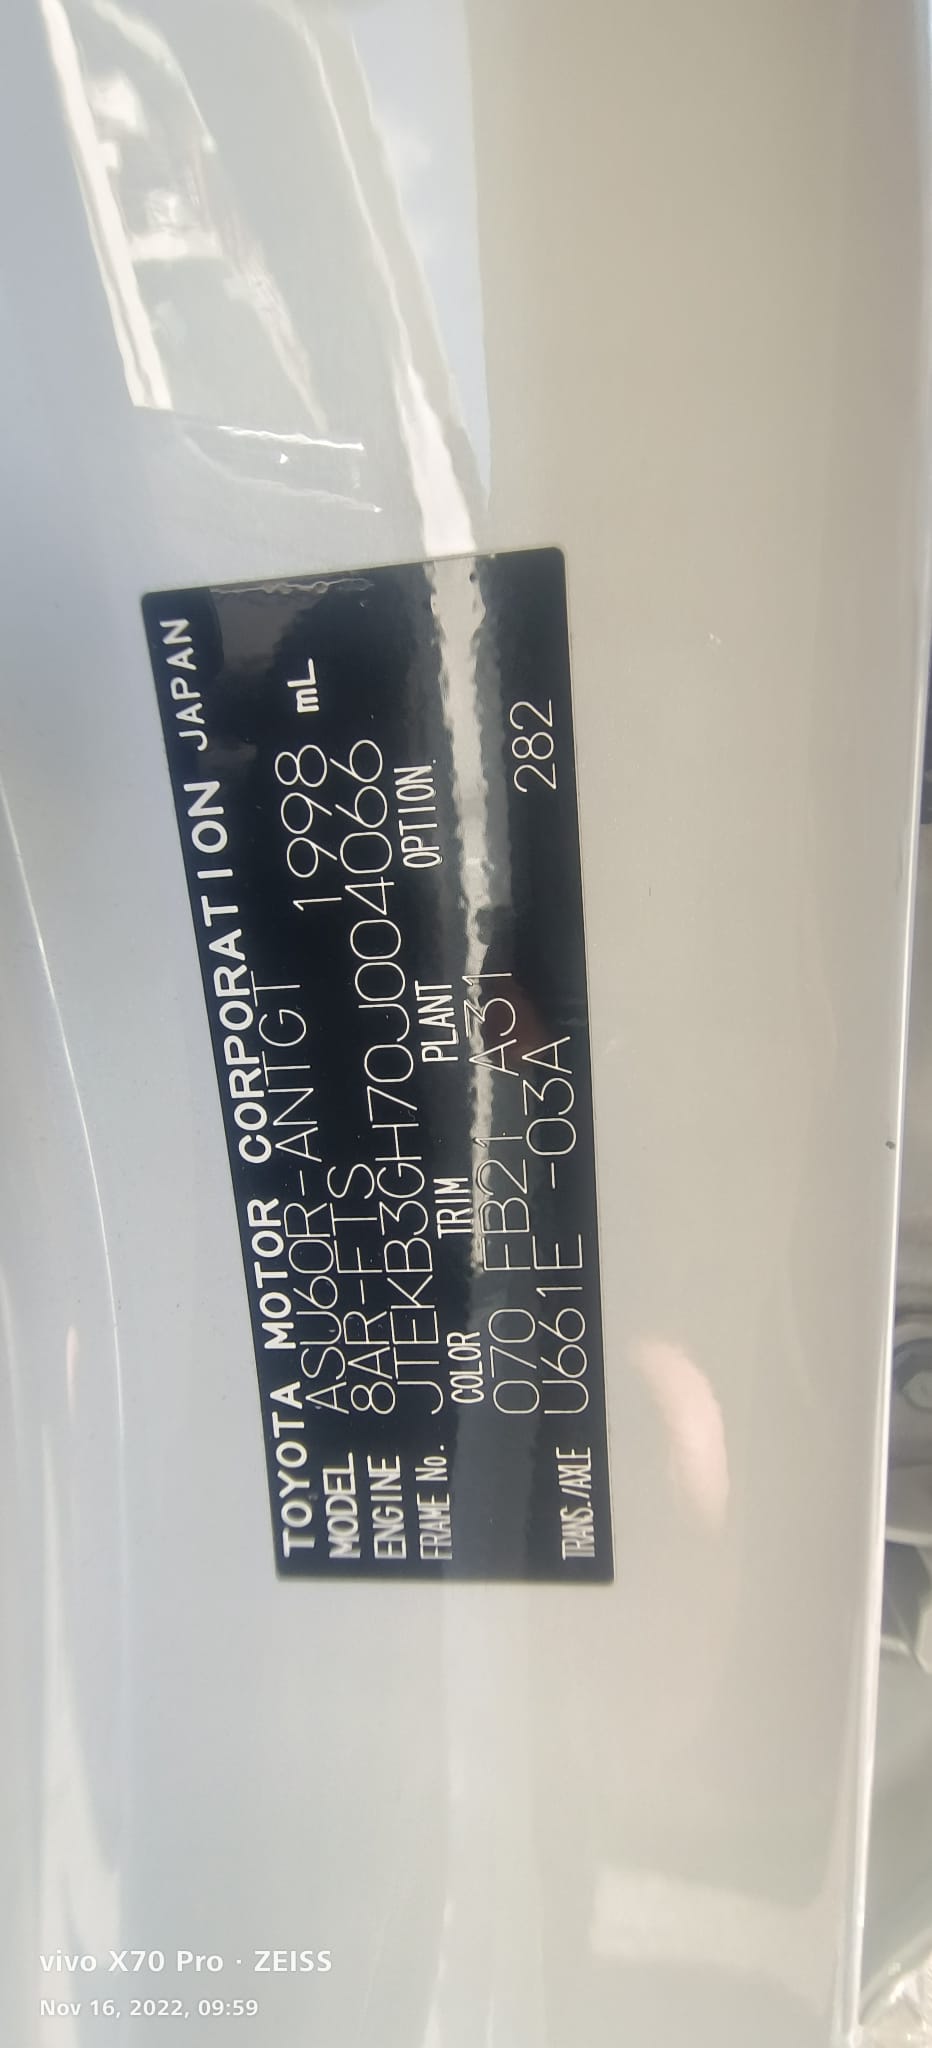 TOYOTA MOTOR CORPORATION JAPAN
MODEL ASU60R-ANTGT 1998 mL
ENGINE 8AR-FTS
FRAME No. JTEKB3GH70J004066
COLOR TRIM PLANT OPTION
070 FB21 A31
TRANS./AXLE U661E -03A 282
vivo X70 Pro · ZEISS
Nov 16, 2022, 09:59